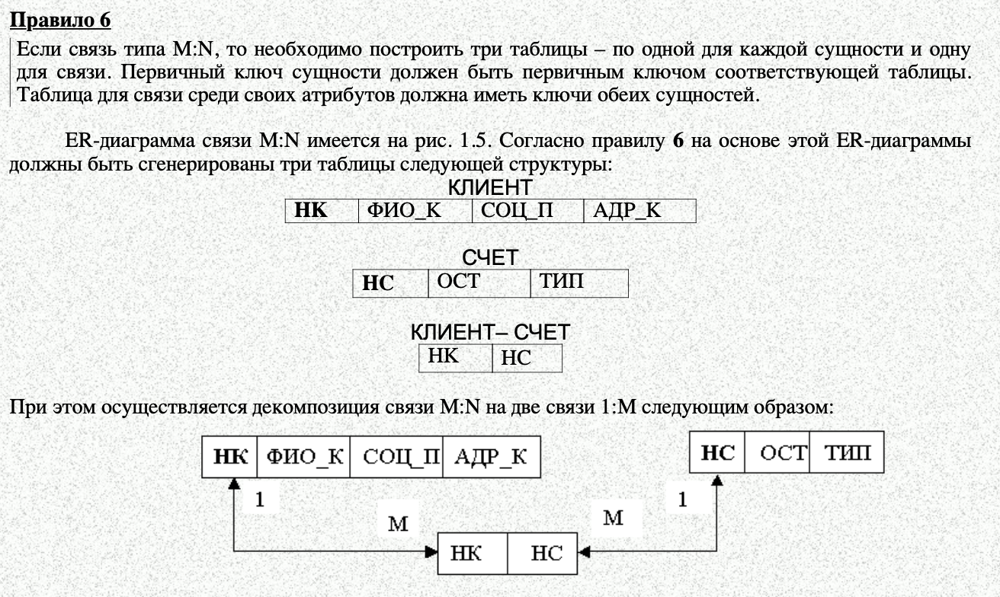 Правило 6
Если связь типа M:N, то необходимо построить три таблицы – по одной для каждой сущности и одну
для связи. Первичный ключ сущности должен быть первичным ключом соответствующей таблицы.
Таблица для связи среди своих атрибутов должна иметь ключи обеих сущностей.
ER-диаграмма связи M:N имеется на рис. 1.5. Согласно правилу 6 на основе этой ER-диаграммы
должны быть сгенерированы три таблицы следующей структуры:
КЛИЕНТ
НК ФИО_К СОЦ_П АДР_К
СЧЕТ
НС ОСТ ТИП
КЛИЕНТ– СЧЕТ
НК НС
При этом осуществляется декомпозиция связи M:N на две связи 1:М следующим образом:
НК ФИО_К СОЦ_П АДР_К
НС ОСТ ТИП
1
1
М
М
НК НС